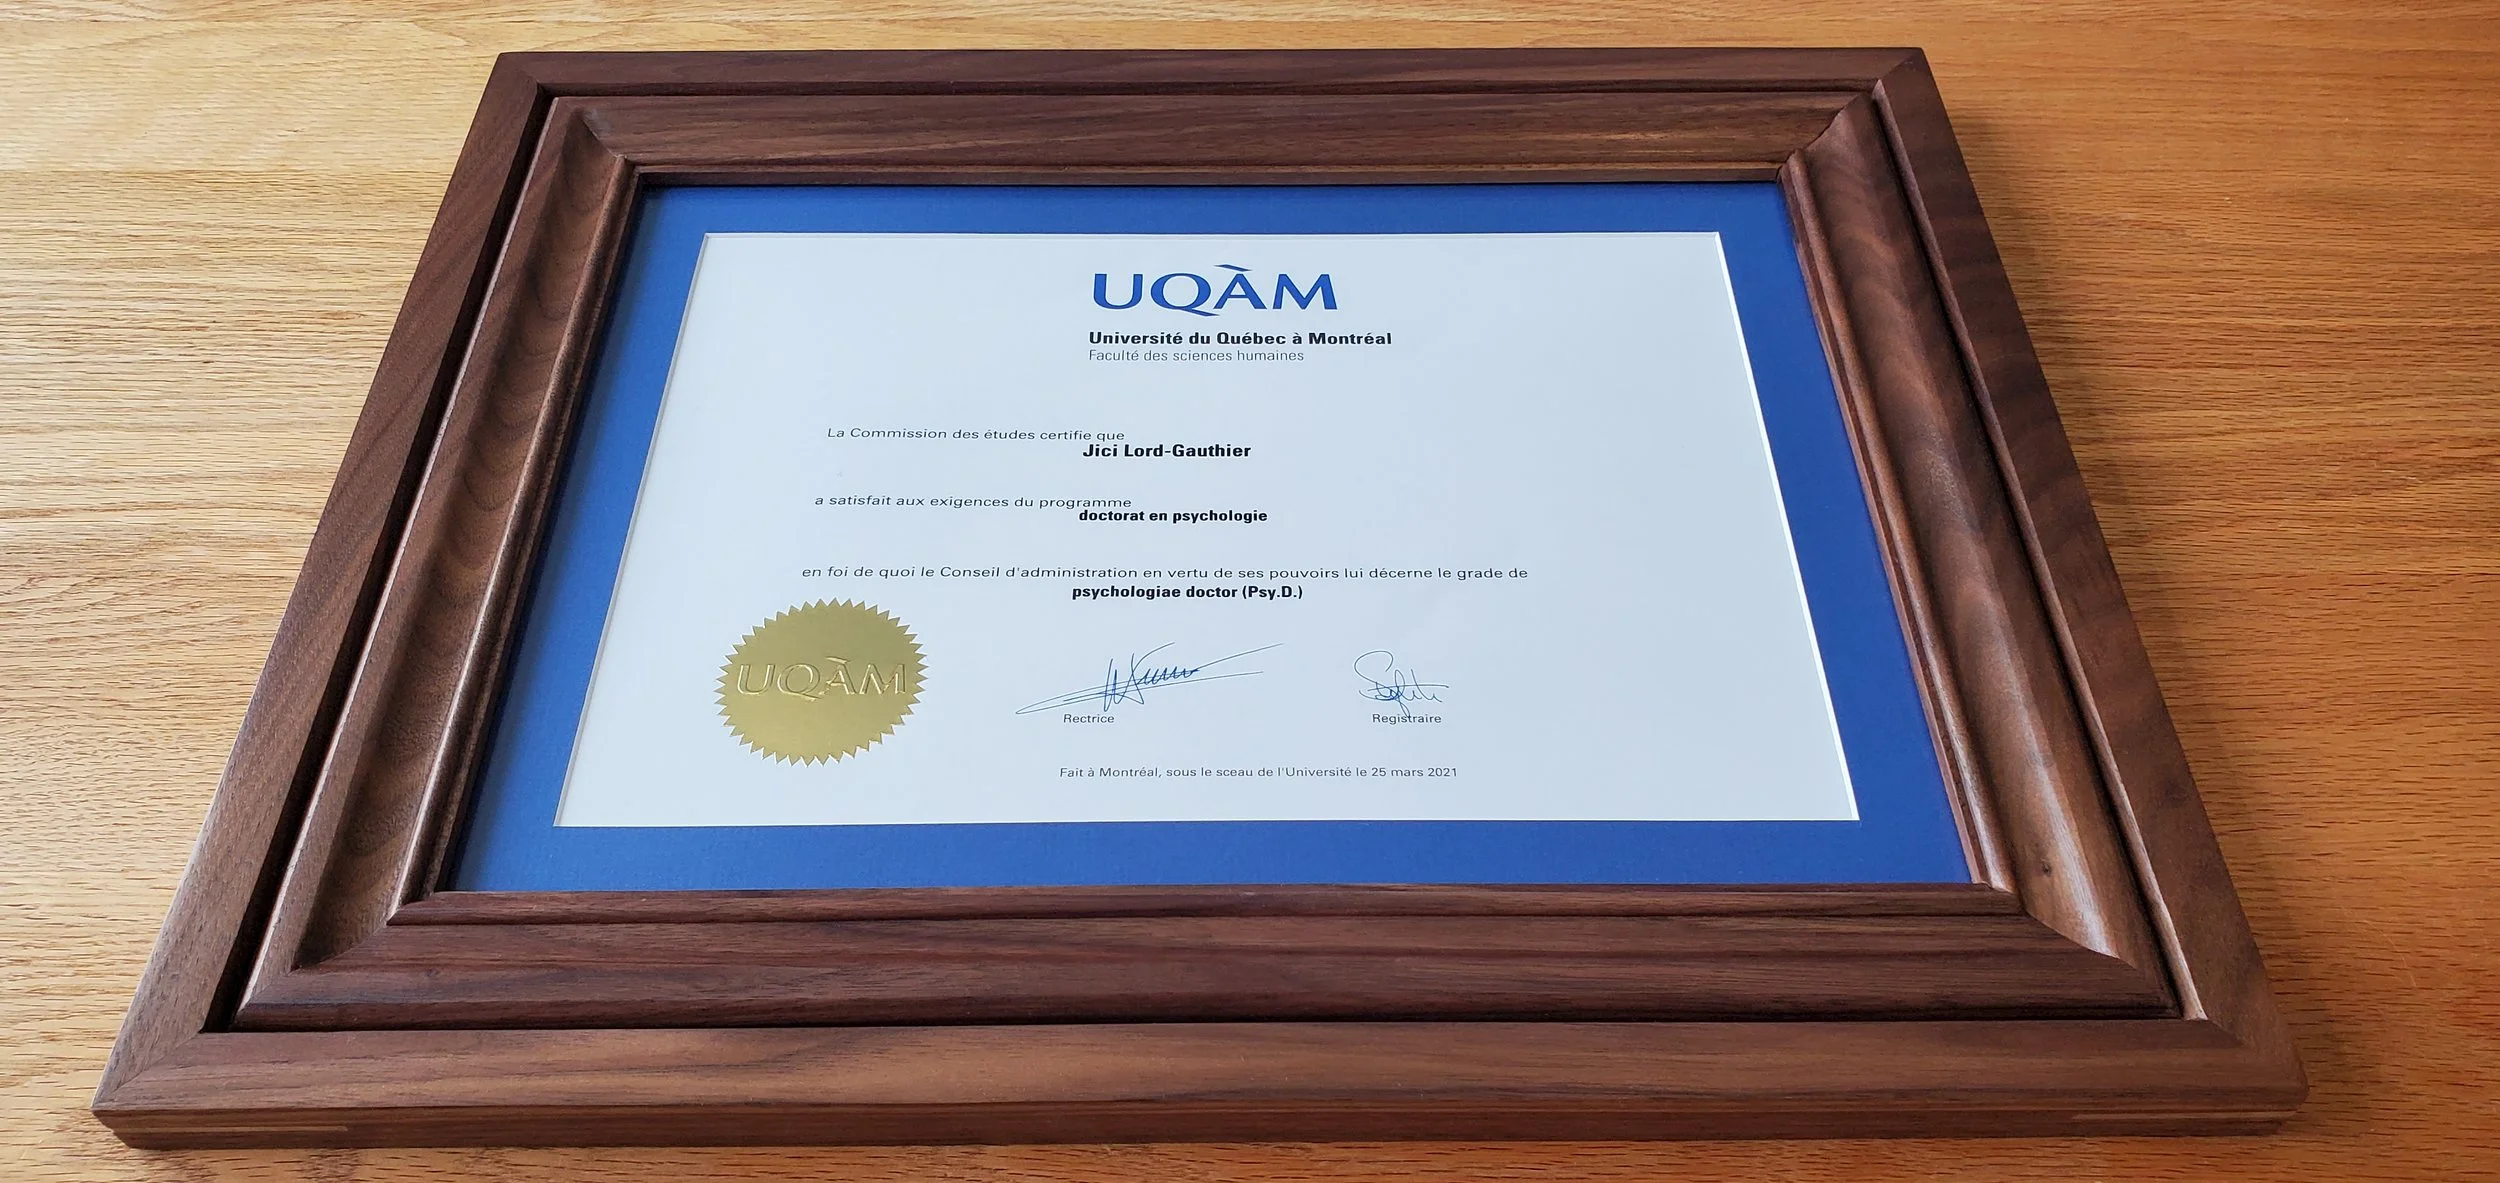 UQÀM
Université du Québec à Montréal
Faculté des sciences humaines
La Commission des études certifie que
Jici Lord-Gauthier
a satisfait aux exigences du programme
doctorat en psychologie
en foi de quoi le Conseil d'administration en vertu de ses pouvoirs lui décerne le grade de
psychologiae doctor (Psy.D.)
UQÀM
Rectrice
Registraire
Fait à Montréal, sous le sceau de l'Université le 25 mars 2021